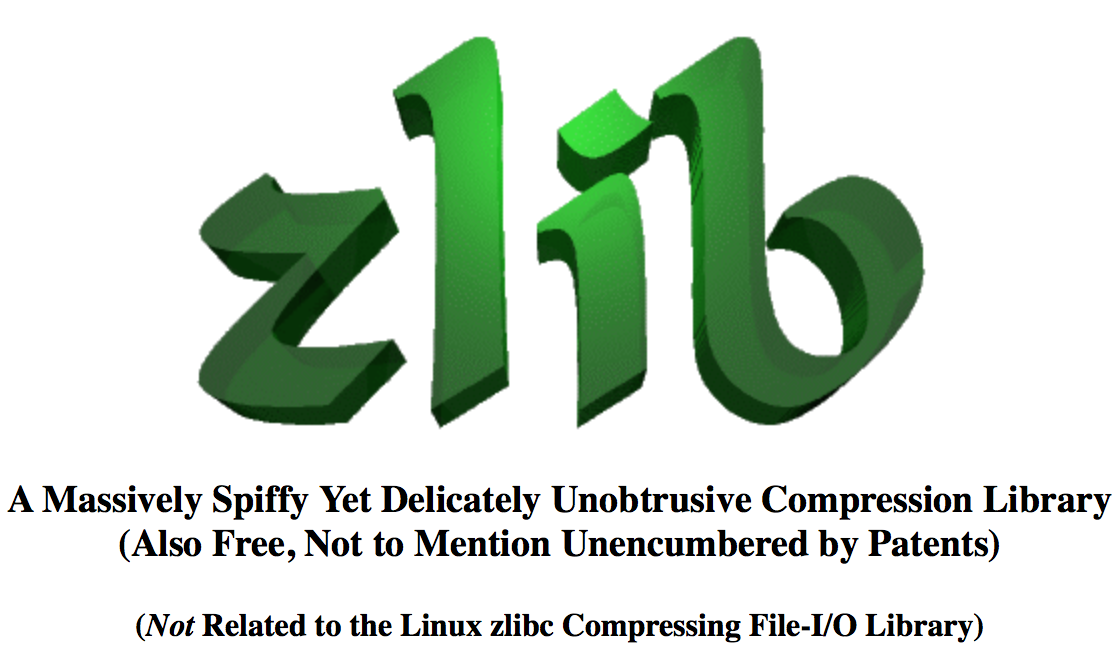 zlib
A Massively Spiffy Yet Delicately Unobtrusive Compression Library
(Also Free, Not to Mention Unencumbered by Patents)
(Not Related to the Linux zlibc Compressing File-I/O Library)